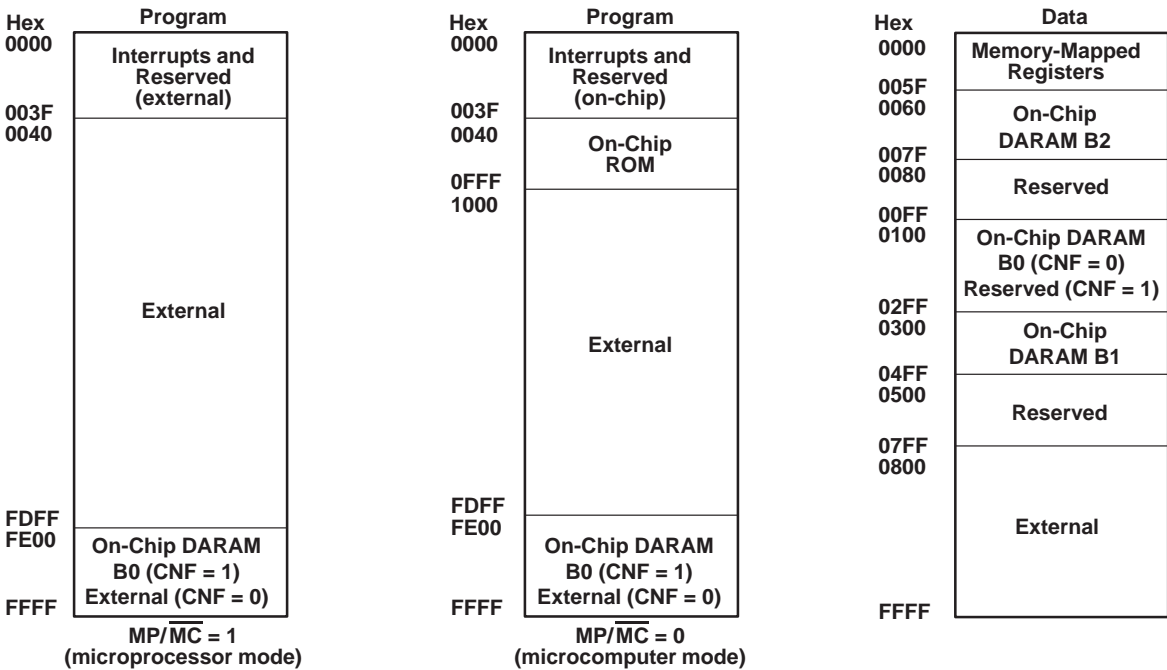 Hex
Program
0000
Interrupts and
Reserved
(external)
003F
0040
External
FDFF
FE00
On-Chip DARAM
B0 (CNF = 1)
External (CNF = 0)
FFFF
MP/MC = 1
(microprocessor mode)
Hex
Program
0000
Interrupts and
Reserved
(on-chip)
003F
0040
On-Chip
ROM
0FFF
1000
External
FDFF
FE00
On-Chip DARAM
B0 (CNF = 1)
External (CNF = 0)
FFFF
MP/MC = 0
(microcomputer mode)
Hex
Data
0000
Memory-Mapped
Registers
005F
0060
On-Chip
DARAM B2
007F
0080
Reserved
00FF
0100
On-Chip DARAM
B0 (CNF = 0)
Reserved (CNF = 1)
02FF
0300
On-Chip
DARAM B1
04FF
0500
Reserved
07FF
0800
External
FFFF